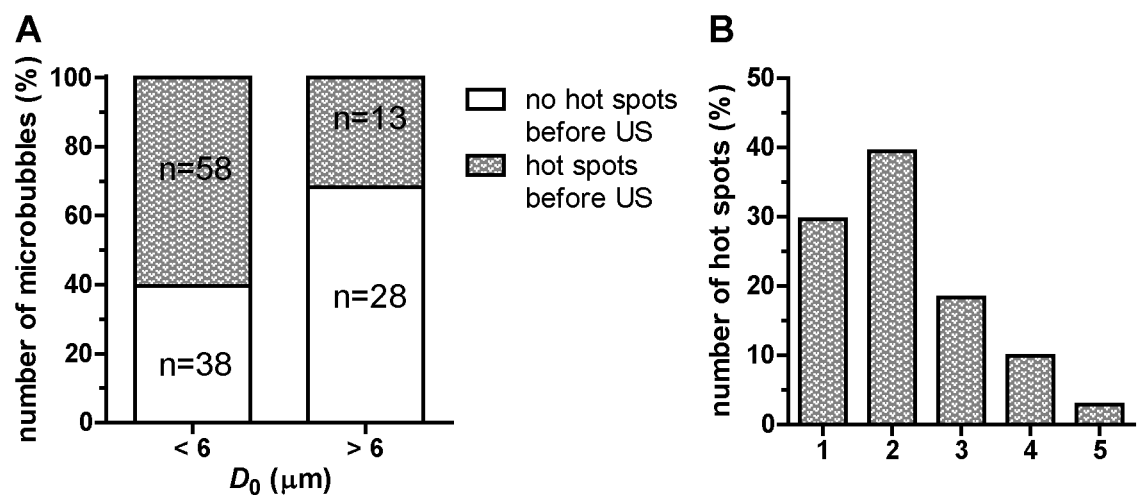 A
number of microbubbles (%)
100
80
60
40
20
0
n=58
n=38
n=13
n=28
< 6
> 6
D0 (μm)
no hot spots
before US
hot spots
before US
B
number of hot spots (%)
50
40
30
20
10
0
1
2
3
4
5